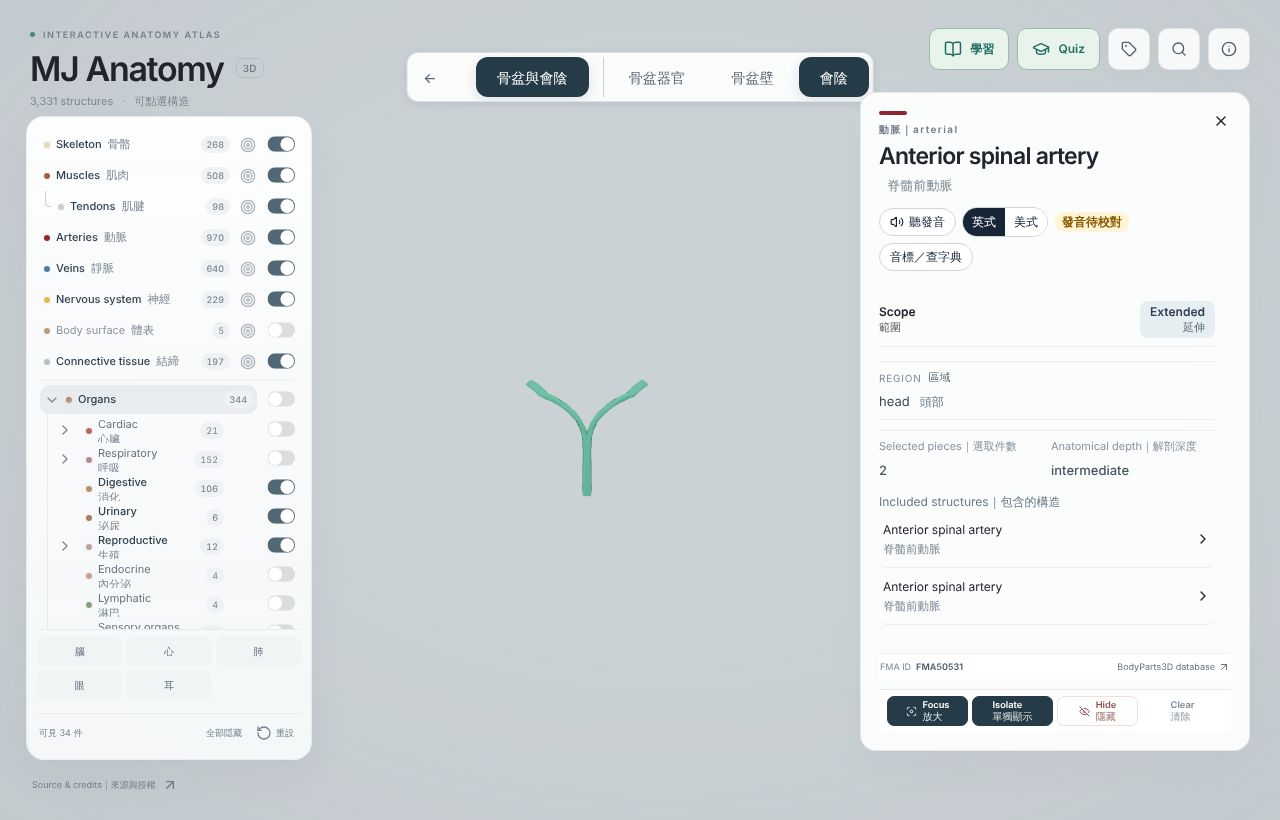 INTERACTIVE ANATOMY ATLAS
MJ Anatomy 3D
3,331 structures · 可點選構造
← 骨盆與會陰 骨盆器官 骨盆壁 會陰
學習
Quiz
Skeleton 骨骼 268
Muscles 肌肉 508
Tendons 肌腱 98
Arteries 動脈 970
Veins 靜脈 640
Nervous system 神經 229
Body surface 體表 5
Connective tissue 結締 197
Organs 344
Cardiac 21
心臟
Respiratory 152
呼吸
Digestive 106
消化
Urinary 6
泌尿
Reproductive 12
生殖
Endocrine 4
內分泌
Lymphatic 4
淋巴
Sensory organs
腦 心 肺
眼 耳
可見 34 件 全部隱藏 重設
Source & credits | 來源與授權
動脈 | arterial
Anterior spinal artery
脊髓前動脈
聽發音 英式 美式 發音待校對
音標／查字典
Scope Extended
範圍 延伸
REGION 區域
head 頭部
Selected pieces | 選取件數 Anatomical depth | 解剖深度
2 intermediate
Included structures | 包含的構造
Anterior spinal artery
脊髓前動脈
Anterior spinal artery
脊髓前動脈
FMA ID FMA50531 BodyParts3D database
Focus Isolate Hide Clear
放大 單獨顯示 隱藏 清除